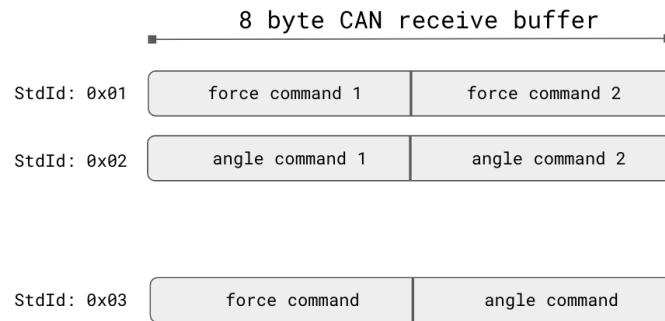 8 byte CAN receive buffer
StdId: 0x01 force command 1 force command 2
StdId: 0x02 angle command 1 angle command 2
StdId: 0x03 force command angle command